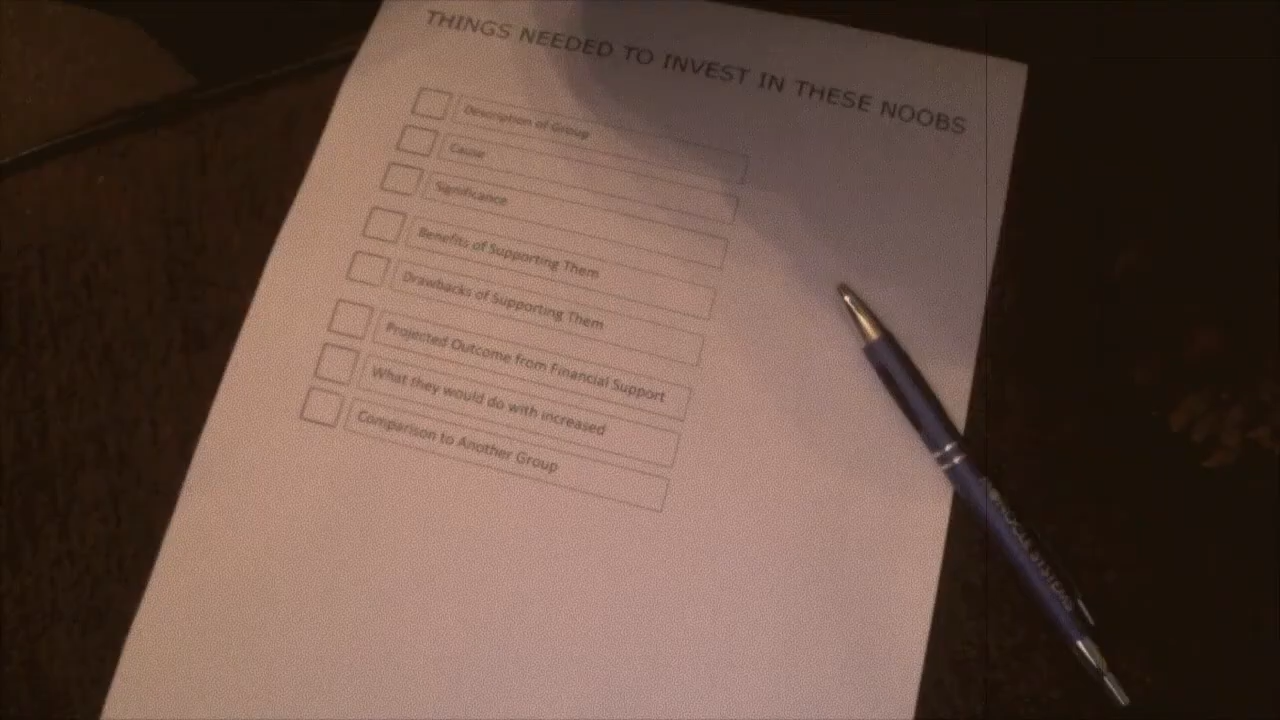 THINGS NEEDED TO INVEST IN THESE NOOBS
Description of Group
Cause
Significance
Benefits of Supporting Them
Drawbacks of Supporting Them
Projected Outcome from Financial Support
What they would do with increased
Comparison to Another Group
SYSTEMS